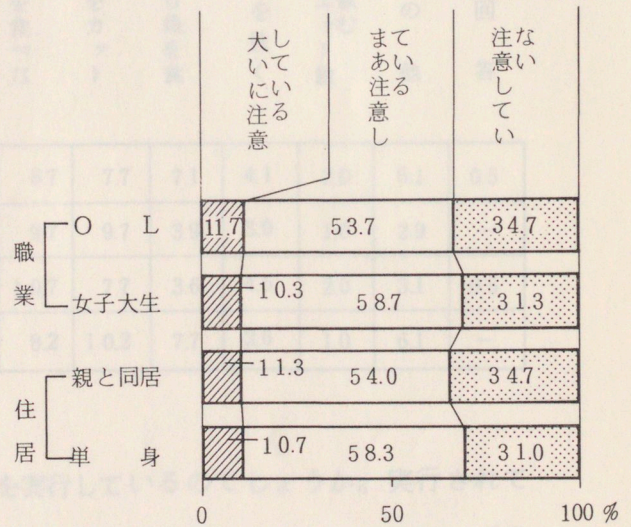 大いに注意
している
まあ注意し
ている
注意してい
ない
職業
O L 11.7 53.7 34.7
女子大生 10.3 58.7 31.3
住居
親と同居 11.3 54.0 34.7
単身 10.7 58.3 31.0
0 50 100 %